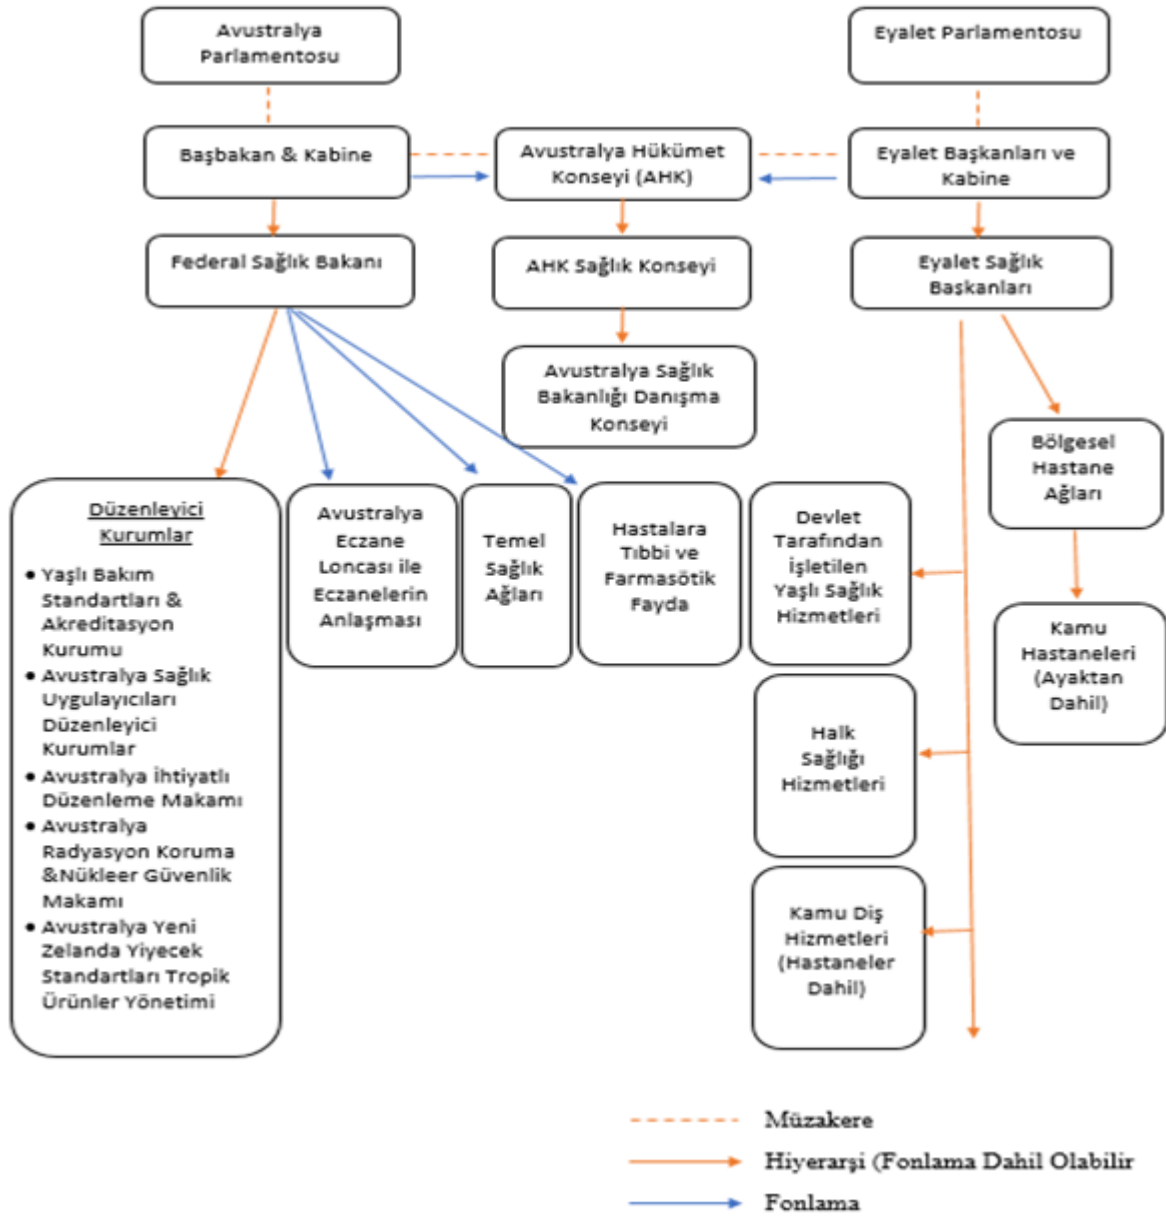 Avustralya
Parlamentosu
Eyalet Parlamentosu
Başbakan & Kabine
Avustralya Hükümet
Konseyi (AHK)
Eyalet Başkanları ve
Kabine
Federal Sağlık Bakanı
AHK Sağlık Konseyi
Eyalet Sağlık
Başkanları
Avustralya Sağlık
Bakanlığı Danışma
Konseyi
Bölgesel
Hastane
Ağları
Düzenleyici
Kurumlar
• Yaşlı Bakım
Standartları &
Akreditasyon
Kurumu
• Avustralya Sağlık
Uygulayıcıları
Düzenleyici
Kurumlar
• Avustralya İhtiyatlı
Düzenleme Makamı
• Avustralya
Radyasyon Koruma
&Nükleer Güvenlik
Makamı
• Avustralya Yeni
Zelanda Yiyecek
Standartları Tropik
Ürünler Yönetimi
Avustralya
Eczane
Loncası ile
Eczanelerin
Anlaşması
Temel
Sağlık
Ağları
Hastalara
Tıbbi ve
Farmasötik
Fayda
Devlet
Tarafından
İşletilen
Yaşlı Sağlık
Hizmetleri
Kamu
Hastaneleri
(Ayaktan
Dahil)
Halk
Sağlığı
Hizmetleri
Kamu Diş
Hizmetleri
(Hastaneler
Dahil)
Müzakere
Hiyerarşi (Fonlama Dahil Olabilir
Fonlama